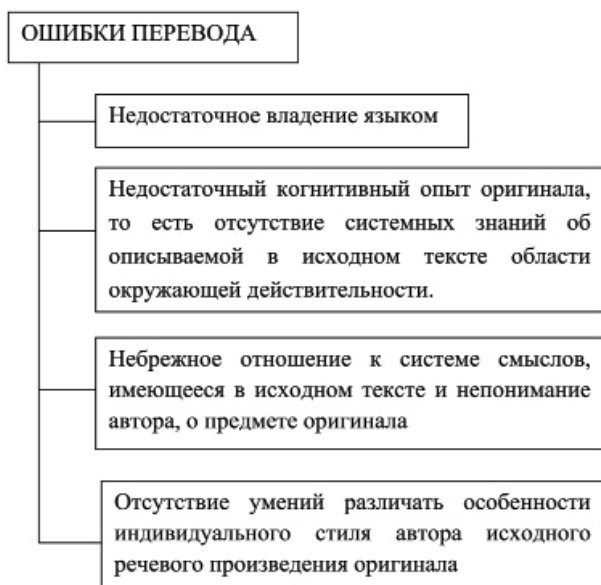 ОШИБКИ ПЕРЕВОДА
Недостаточное владение языком
Недостаточный когнитивный опыт оригинала,
то есть отсутствие системных знаний об
описываемой в исходном тексте области
окружающей действительности.
Небрежное отношение к системе смыслов,
имеющееся в исходном тексте и непонимание
автора, о предмете оригинала
Отсутствие умений различать особенности
индивидуального стиля автора исходного
речевого произведения оригинала